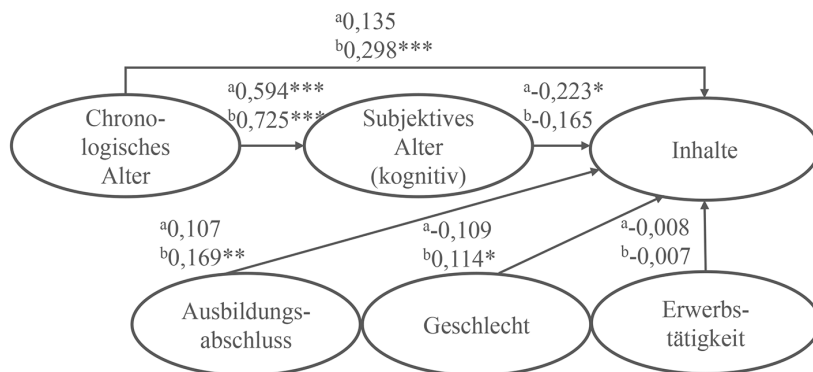 ᵃ0,135
ᵇ0,298***
ᵃ0,594***
ᵇ0,725***
ᵃ-0,223*
ᵇ-0,165
Chrono-
logisches
Alter
Subjektives
Alter
(kognitiv)
Inhalte
ᵃ0,107
ᵇ0,169**
ᵃ-0,109
ᵇ0,114*
ᵃ-0,008
ᵇ-0,007
Ausbildungs-
abschluss
Geschlecht
Erwerbs-
tätigkeit